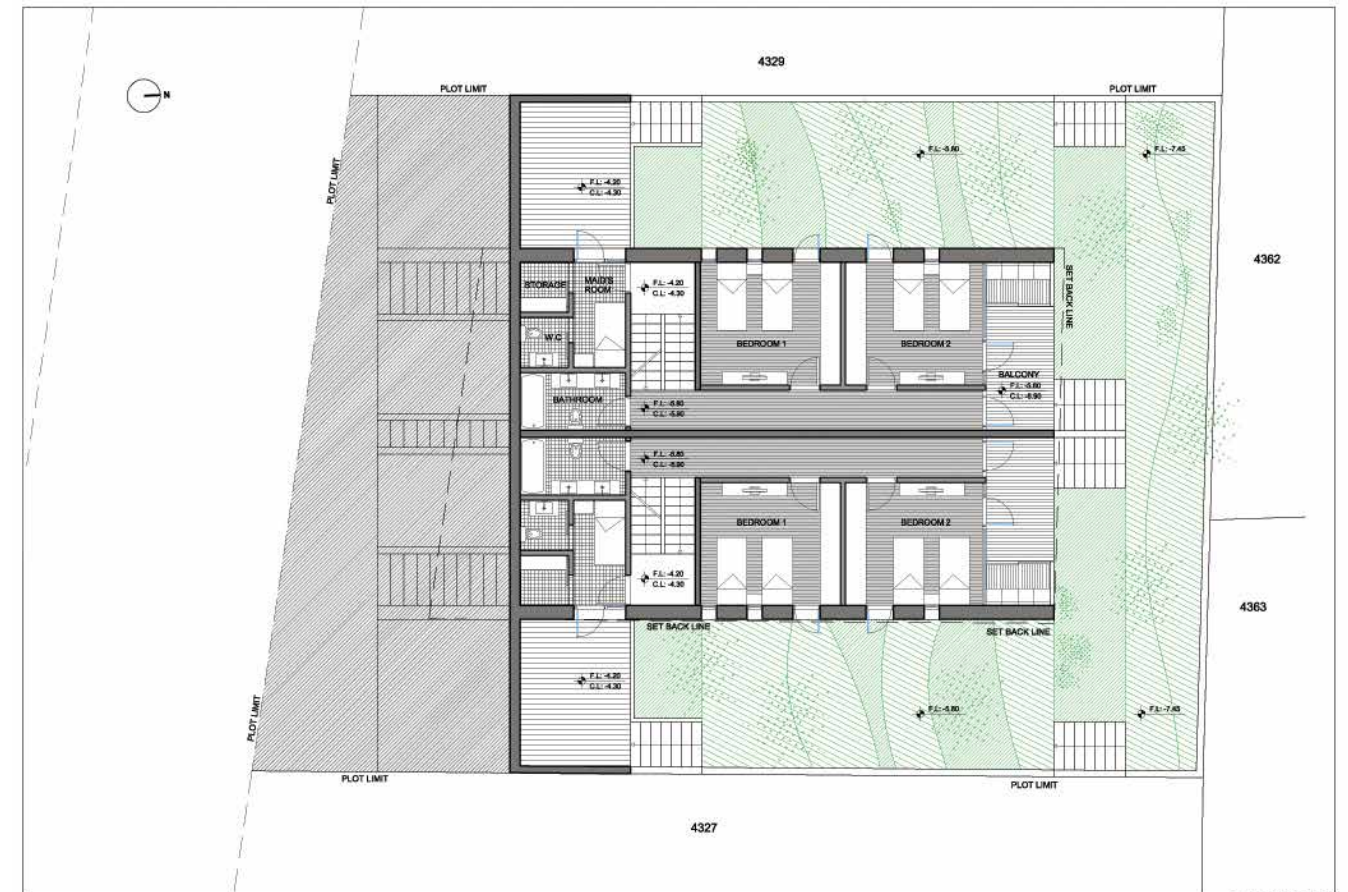 4329
PLOT LIMIT
PLOT LIMIT
N
F.L: -5.80
F.L: -7.45
PLOT LIMIT
F.L: -4.20
C.L: -4.30
4362
STORAGE
MAID'S
ROOM
F.L: -4.20
C.L: -4.30
SET BACK LINE
W.C
BEDROOM 1
BEDROOM 2
BALCONY
F.L: -5.80
C.L: -5.90
BATHROOM
F.L: -5.80
C.L: -5.90
F.L: -5.80
C.L: -5.90
BEDROOM 1
BEDROOM 2
F.L: -4.20
C.L: -4.30
4363
SET BACK LINE
SET BACK LINE
F.L: -4.20
C.L: -4.30
PLOT LIMIT
F.L: -5.80
F.L: -7.45
PLOT LIMIT
PLOT LIMIT
4327